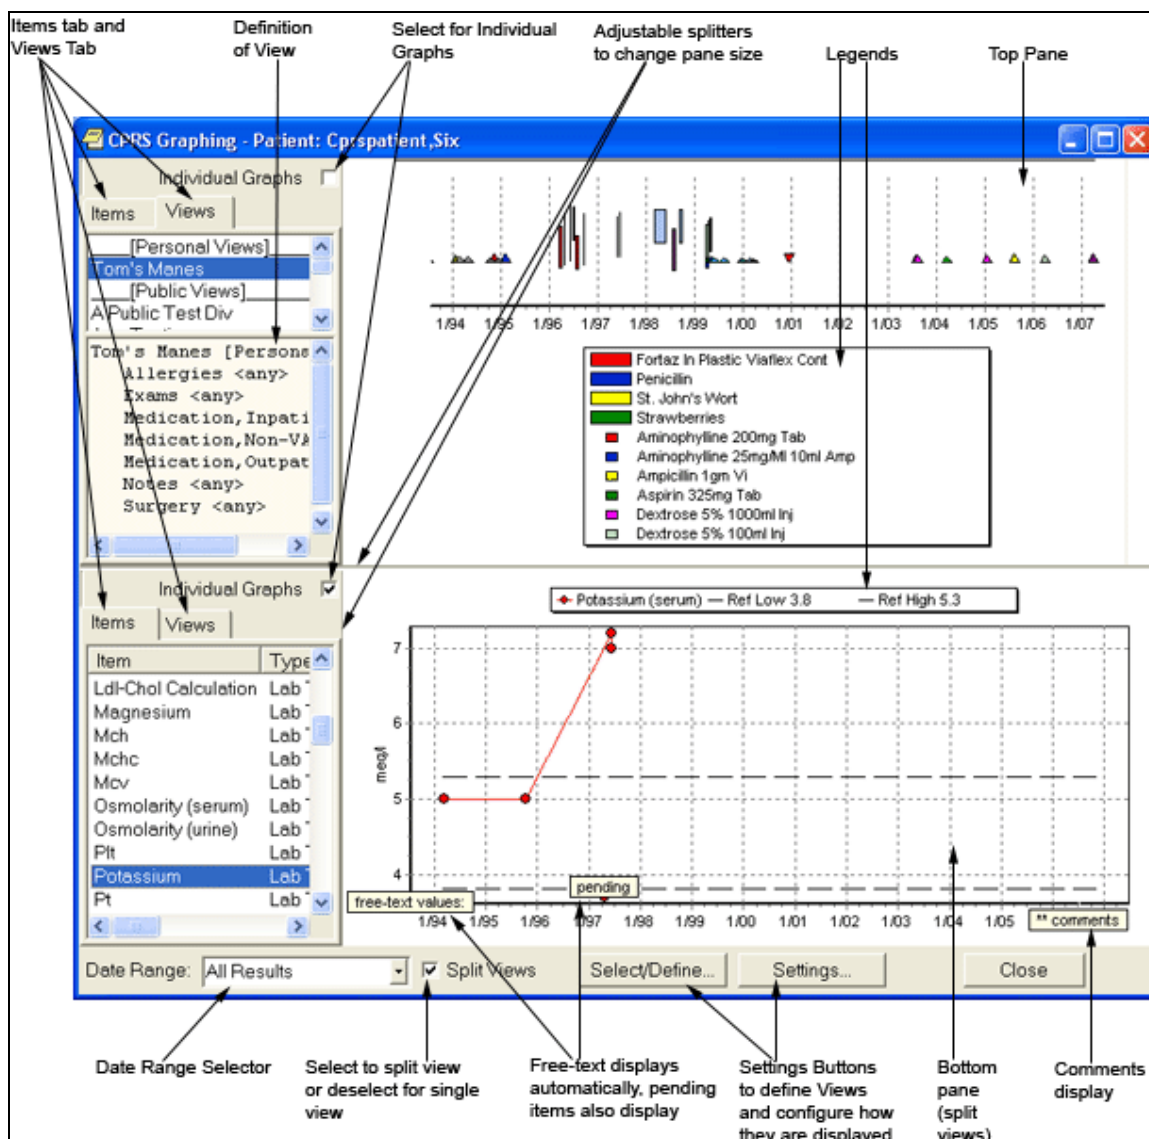 Items tab and
Views Tab
Definition
of View
Select for Individual
Graphs
Adjustable splitters
to change pane size
Legends
Top Pane
CPRS Graphing - Patient: Cprspatient,Six
Individual Graphs
Items
Views
[Personal Views]
Tom's Manes
[Public Views]
A Public Test Div
1/94 1/95 1/96 1/97 1/98 1/99 1/00 1/01 1/02 1/03 1/04 1/05 1/06 1/07
Fortaz In Plastic Viaflex Cont
Penicillin
St. John's Wort
Strawberries
Aminophylline 200mg Tab
Aminophylline 25mg/Ml 10ml Amp
Ampicillin 1gm Vi
Aspirin 325mg Tab
Dextrose 5% 1000ml Inj
Dextrose 5% 100ml Inj
Tom's Manes [Persona
Allergies <any>
Exams <any>
Medication,Inpati
Medication,Non-VA
Medication,Outpat
Notes <any>
Surgery <any>
Individual Graphs
Items
Views
Item Type
Ldl-Chol Calculation Lab
Magnesium Lab
Mch Lab
Mchc Lab
Mcv Lab
Osmolarity (serum) Lab
Osmolarity (urine) Lab
Plt Lab
Potassium Lab
Pt Lab
Potassium (serum) Ref Low 3.8 Ref High 5.3
7
6
meq/l
5
4
pending
free-text values:
1/94 1/95 1/96 1/97 1/98 1/99 1/00 1/01 1/02 1/03 1/04 1/05
** comments
Date Range: All Results
Split Views
Select/Define...
Settings...
Close
Date Range Selector
Select to split view
or deselect for single
view
Free-text displays
automatically, pending
items also display
Settings Buttons
to define Views
and configure how
they are displayed
Bottom
pane
(split
views)
Comments
display